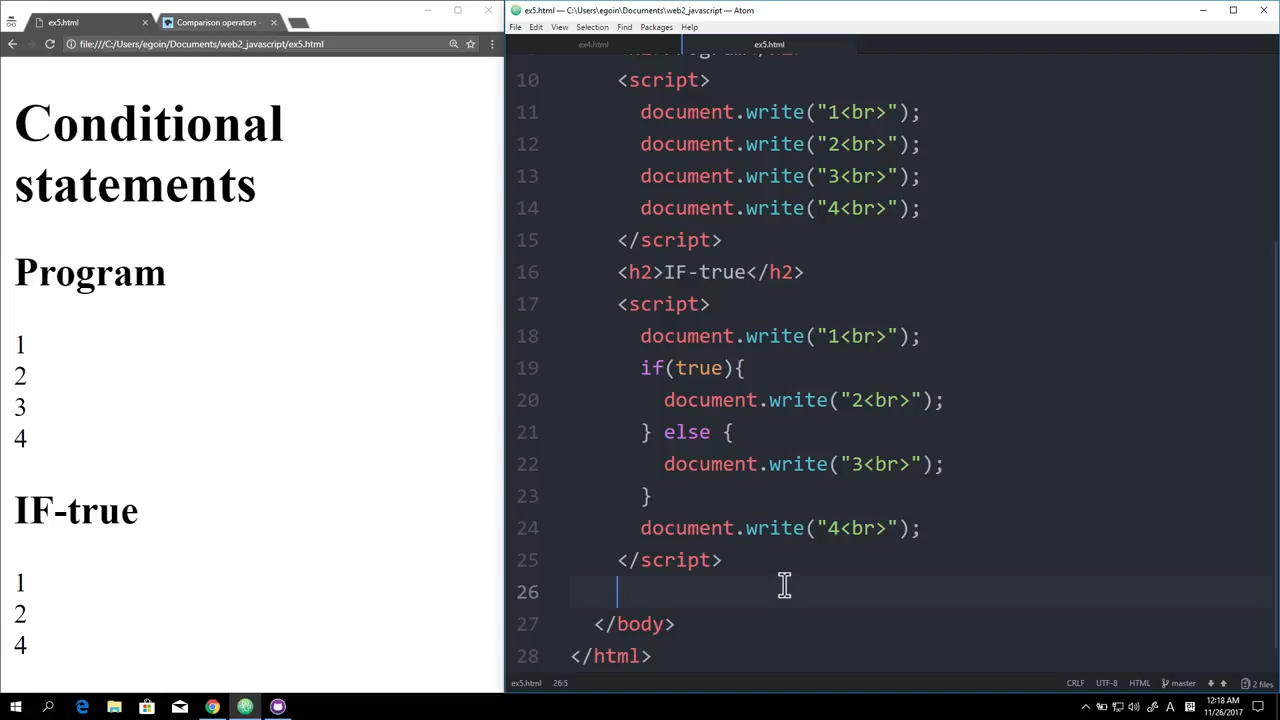 ex5.html
Comparison operators -
file:///C:/Users/egoin/Documents/web2_javascript/ex5.html
Conditional
statements
Program
1
2
3
4
IF-true
1
2
4
ex5.html — C:\Users\egoin\Documents\web2_javascript — Atom
File Edit View Selection Find Packages Help
ex4.html ex5.html
10 <script>
11 document.write("1<br>");
12 document.write("2<br>");
13 document.write("3<br>");
14 document.write("4<br>");
15 </script>
16 <h2>IF-true</h2>
17 <script>
18 document.write("1<br>");
19 if(true){
20 document.write("2<br>");
21 } else {
22 document.write("3<br>");
23 }
24 document.write("4<br>");
25 </script>
26
27 </body>
28 </html>
ex5.html 26:5 CRLF UTF-8 HTML master 2 files
A 12:18 AM
11/26/2017